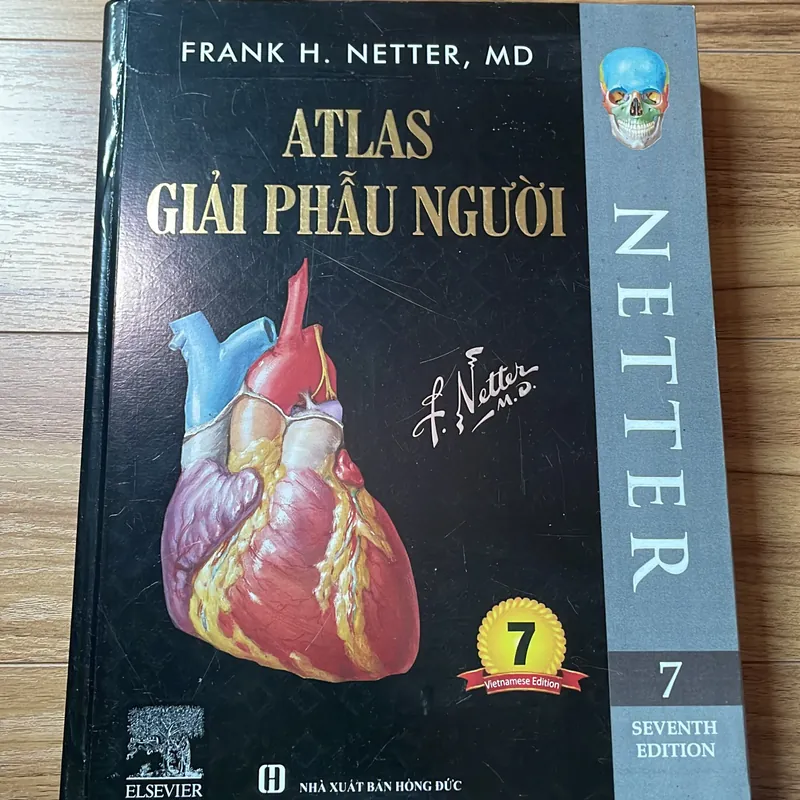 FRANK H. NETTER, MD
ATLAS
GIẢI PHẪU NGƯỜI
F. Netter
M.D.
7
Vietnamese Edition
ELSEVIER
NHÀ XUẤT BẢN HỒNG ĐỨC
NETTER
7
SEVENTH
EDITION